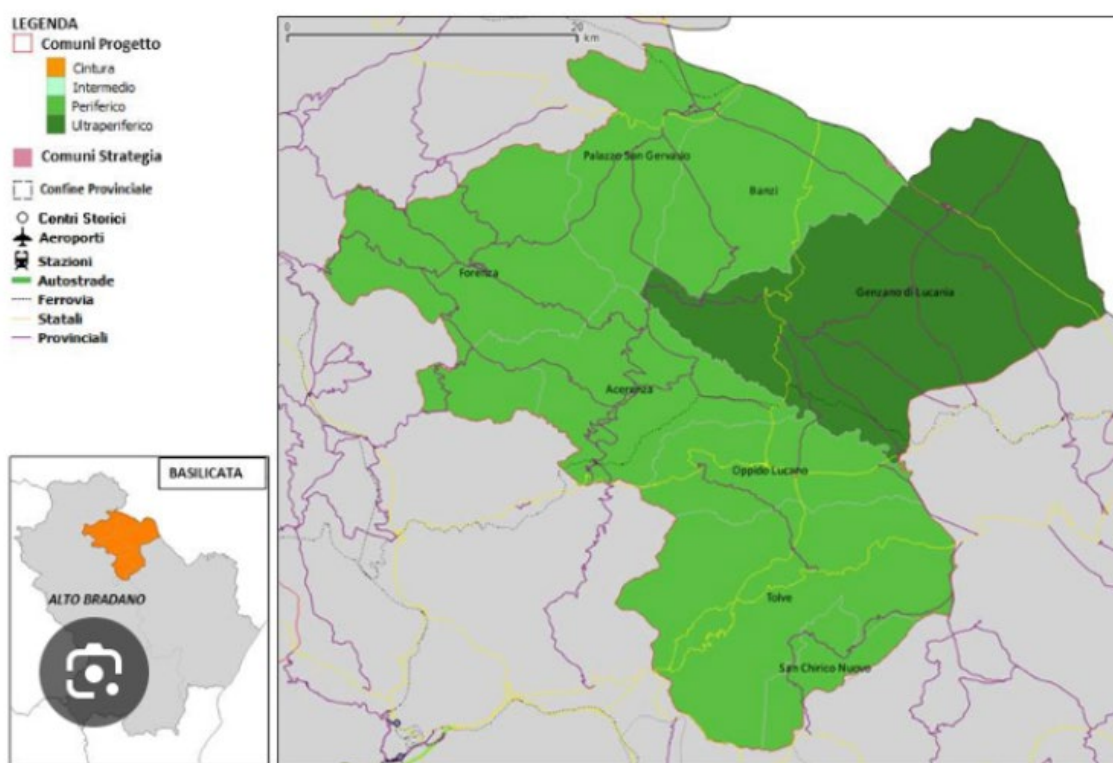 LEGENDA
Comuni Progetto
Cintura
Intermedio
Periferico
Ultraperiferico
Comuni Strategia
Confine Provinciale
Centri Storici
Aeroporti
Stazioni
Autostrade
Ferrovia
Statali
Provinciali
BASILICATA
ALTO BRADANO
0 20
km
Palazzo San Gervasio
Banzi
Forenza
Genzano di Lucania
Acerenza
Oppido Lucano
Tolve
San Chirico Nuovo